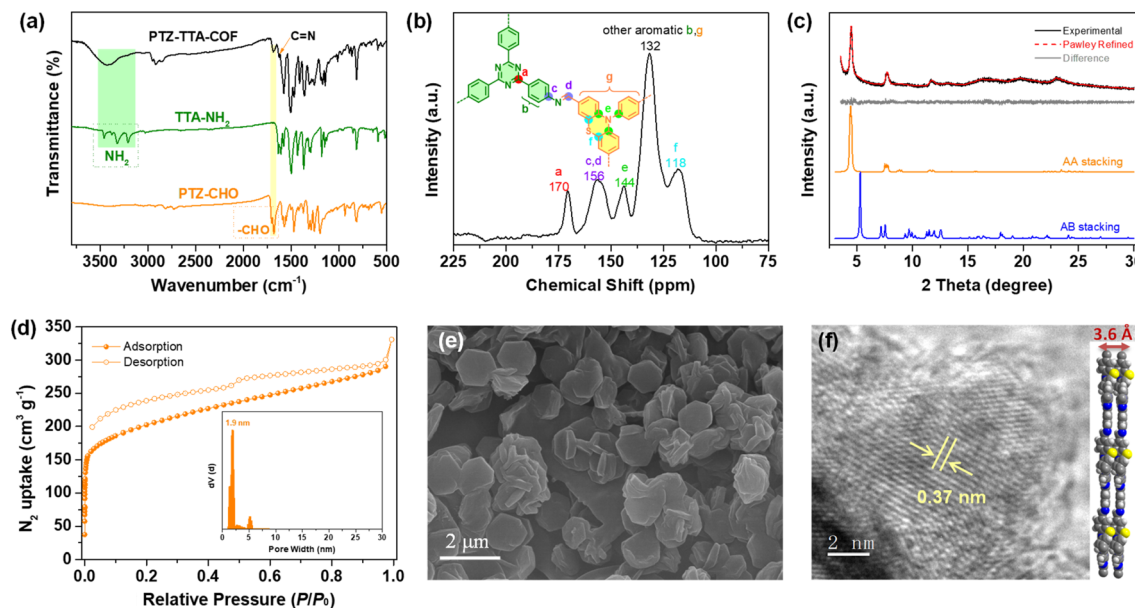 (a)
PTZ-TTA-COF
C=N
TTA-NH₂
NH₂
PTZ-CHO
-CHO
Transmittance (%)
3500 3000 2500 2000 1500 1000 500
Wavenumber (cm⁻¹)
(b)
other aromatic b,g
132
a
b
c
d
N
N
N
N
g
e
N
S
f
a
170
c,d
156
e
144
f
118
Intensity (a.u.)
225 200 175 150 125 100 75
Chemical Shift (ppm)
(c)
Experimental
Pawley Refined
Difference
AA stacking
AB stacking
Intensity (a.u.)
5 10 15 20 25 30
2 Theta (degree)
(d)
Adsorption
Desorption
350
300
250
200
150
100
50
0
N₂ uptake (cm³ g⁻¹)
1.9 nm
dV (d)
0 5 10 15 20 25 30
Pore Width (nm)
0.0 0.2 0.4 0.6 0.8 1.0
Relative Pressure (P/P₀)
(e)
2 μm
(f)
0.37 nm
2 nm
3.6 Å